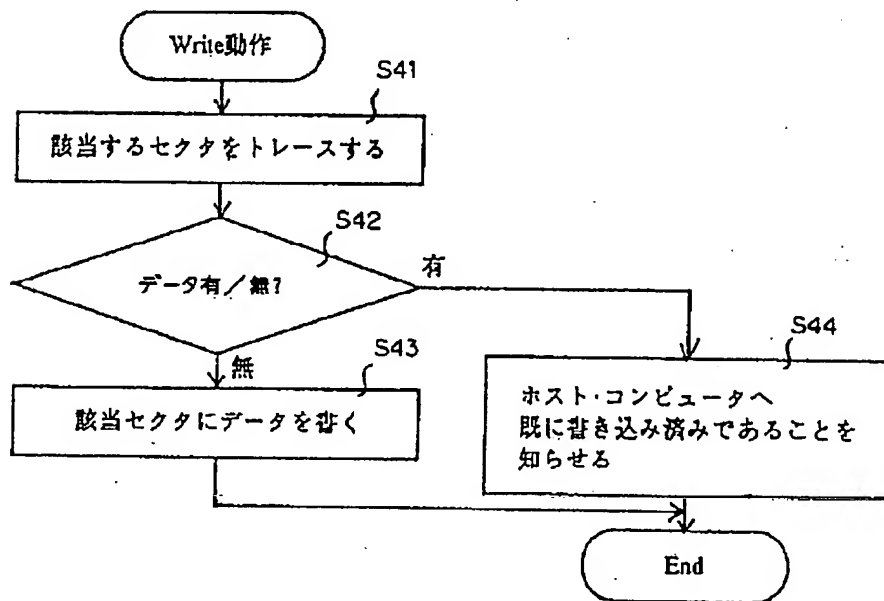 Write動作
S41
該当するセクタをトレースする
S42
データ有／無?
有
無
S43
該当セクタにデータを書く
S44
ホスト・コンピュータへ
既に書き込み済みであることを
知らせる
End